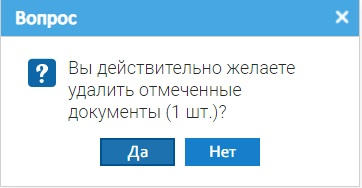 Вопрос
Вы действительно желаете
удалить отмеченные
документы (1 шт.)?
Да
Нет